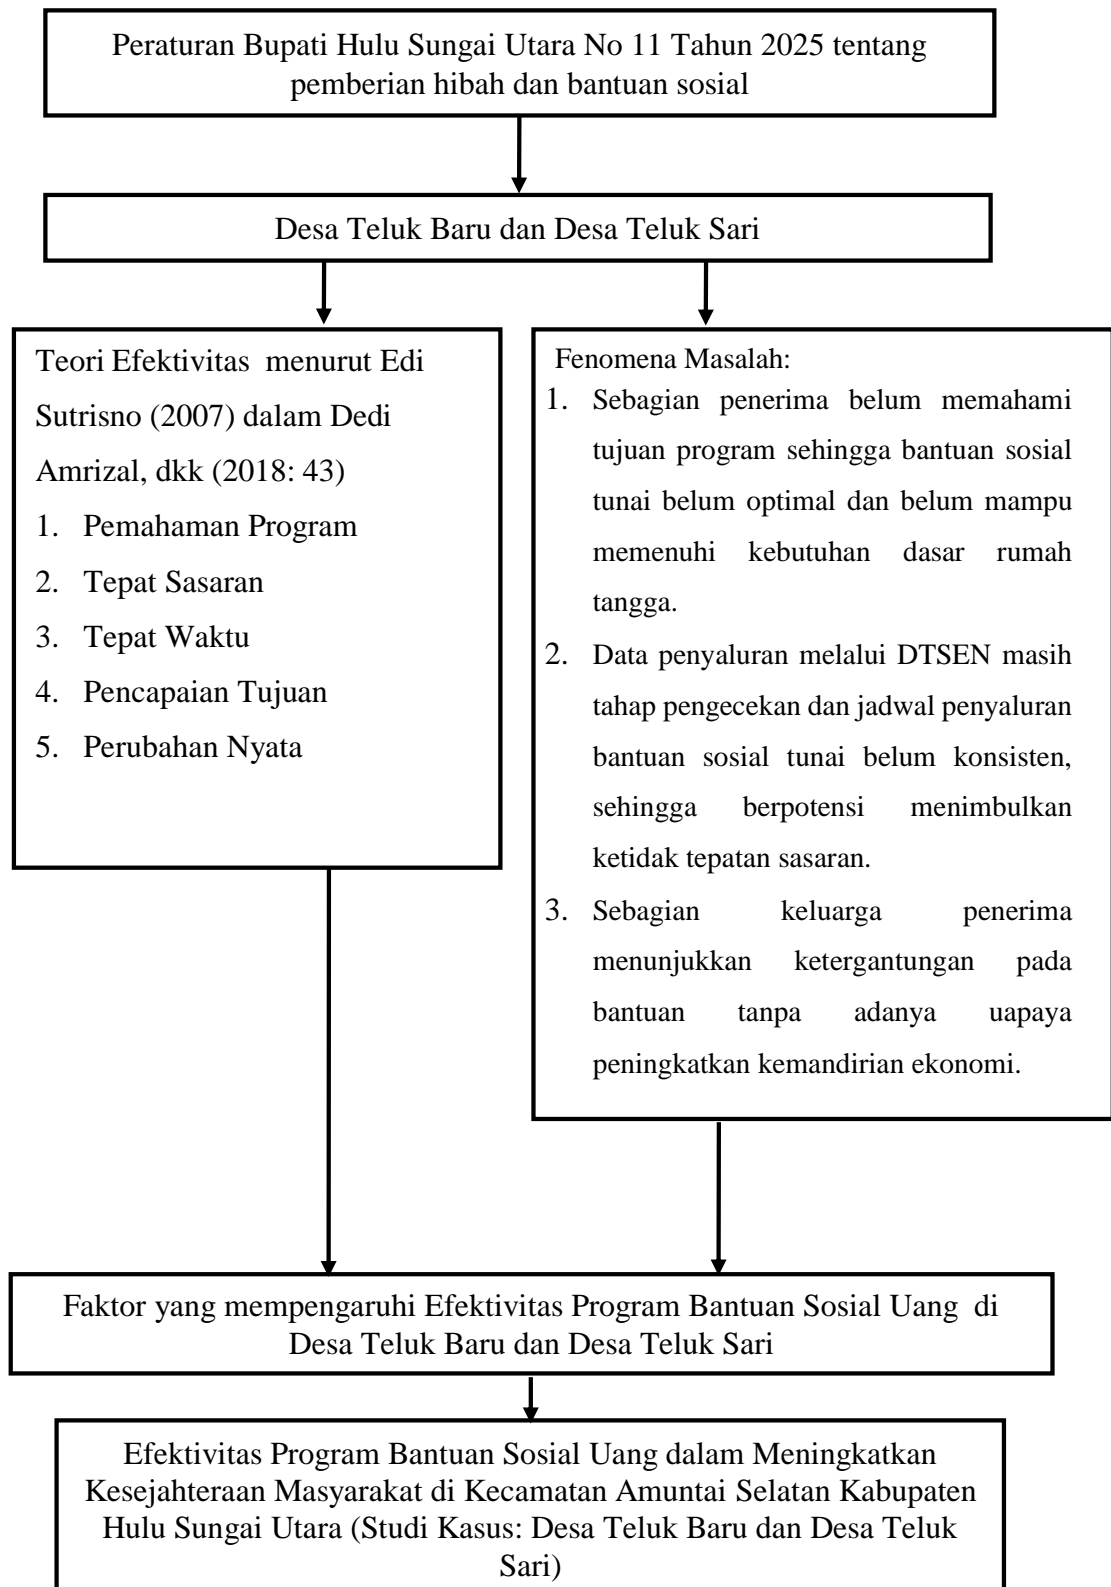 Peraturan Bupati Hulu Sungai Utara No 11 Tahun 2025 tentang
pemberian hibah dan bantuan sosial
Desa Teluk Baru dan Desa Teluk Sari
Teori Efektivitas menurut Edi
Sutrisno (2007) dalam Dedi
Amrizal, dkk (2018: 43)
1. Pemahaman Program
2. Tepat Sasaran
3. Tepat Waktu
4. Pencapaian Tujuan
5. Perubahan Nyata
Fenomena Masalah:
1. Sebagian penerima belum memahami
tujuan program sehingga bantuan sosial
tunai belum optimal dan belum mampu
memenuhi kebutuhan dasar rumah
tangga.
2. Data penyaluran melalui DTSEN masih
tahap pengecekan dan jadwal penyaluran
bantuan sosial tunai belum konsisten,
sehingga berpotensi menimbulkan
ketidak tepatan sasaran.
3. Sebagian keluarga penerima
menunjukkan ketergantungan pada
bantuan tanpa adanya uapaya
peningkatkan kemandirian ekonomi.
Faktor yang mempengaruhi Efektivitas Program Bantuan Sosial Uang di
Desa Teluk Baru dan Desa Teluk Sari
Efektivitas Program Bantuan Sosial Uang dalam Meningkatkan
Kesejahteraan Masyarakat di Kecamatan Amuntai Selatan Kabupaten
Hulu Sungai Utara (Studi Kasus: Desa Teluk Baru dan Desa Teluk
Sari)